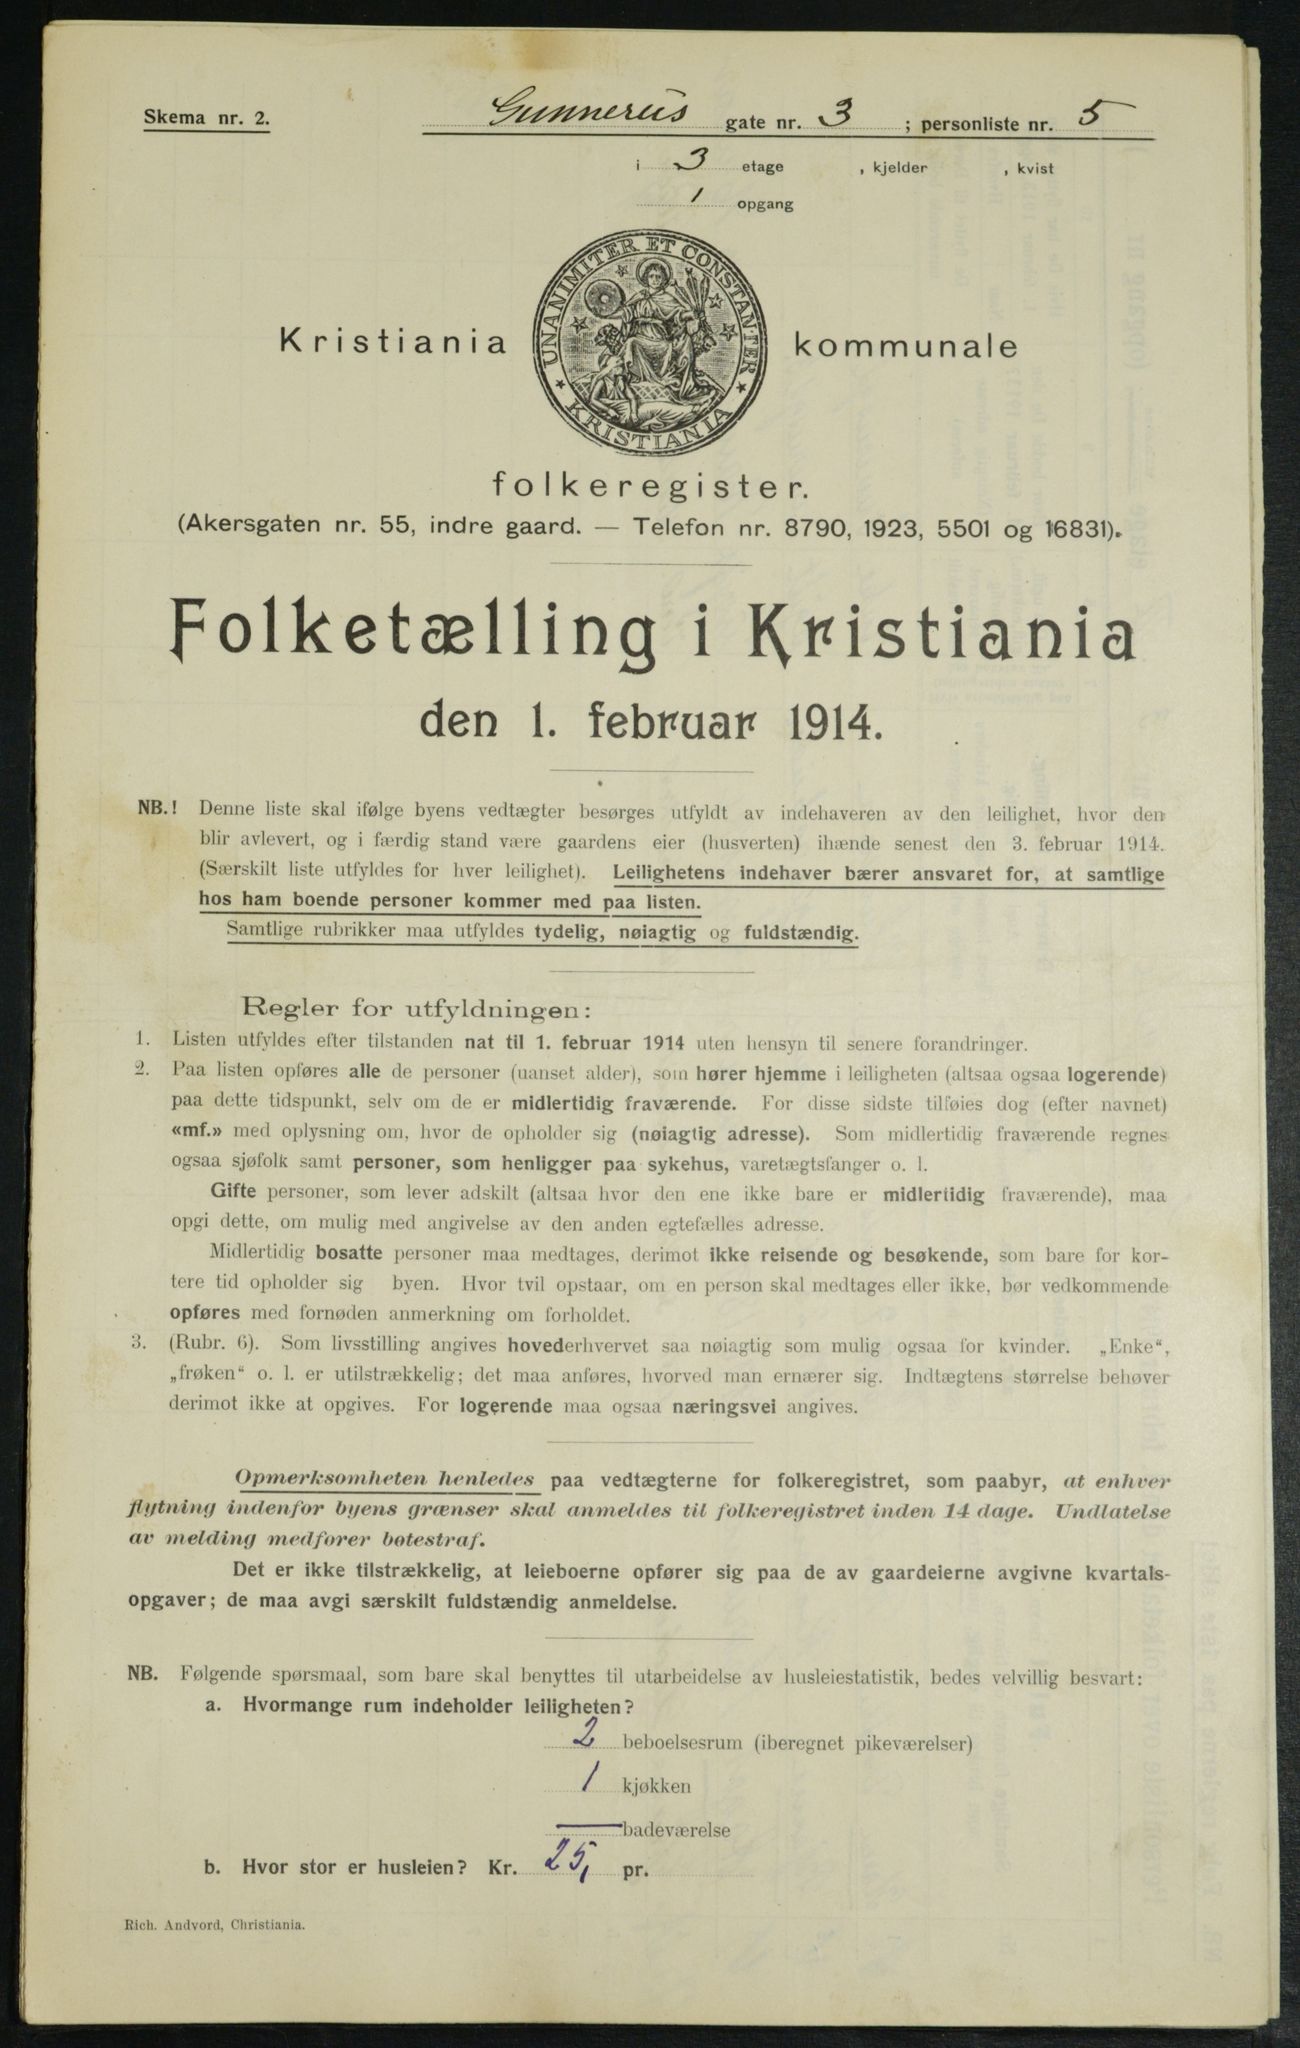 Skema nr. 2.
Gunnerus gate nr. 3 ; personliste nr. 5
i 3 etage , kjelder , kvist
1 opgang
UNANIMITER ET CONSTANTER
KRISTIANIA
Kristiania kommunale
folkeregister.
(Akersgaten nr. 55, indre gaard. — Telefon nr. 8790, 1923, 5501 og 16831).
Folketælling i Kristiania
den 1. februar 1914.
NB.! Denne liste skal ifølge byens vedtægter besørges utfyldt av indehaveren av den leilighet, hvor den
blir avlevert, og i færdig stand være gaardens eier (husverten) ihænde senest den 3. februar 1914.
(Særskilt liste utfyldes for hver leilighet). Leilighetens indehaver bærer ansvaret for, at samtlige
hos ham boende personer kommer med paa listen.
Samtlige rubrikker maa utfyldes tydelig, nøiagtig og fuldstændig.
Regler for utfyldningen:
1. Listen utfyldes efter tilstanden nat til 1. februar 1914 uten hensyn til senere forandringer.
2. Paa listen opføres alle de personer (uanset alder), som hører hjemme i leiligheten (altsaa ogsaa logerende)
paa dette tidspunkt, selv om de er midlertidig fraværende. For disse sidste tilføies dog (efter navnet)
«mf.» med oplysning om, hvor de opholder sig (nøiagtig adresse). Som midlertidig fraværende regnes
ogsaa sjøfolk samt personer, som henligger paa sykehus, varetægtsfanger o. l.
Gifte personer, som lever adskilt (altsaa hvor den ene ikke bare er midlertidig fraværende), maa
opgi dette, om mulig med angivelse av den anden egtefælles adresse.
Midlertidig bosatte personer maa medtages, derimot ikke reisende og besøkende, som bare for kor-
tere tid opholder sig byen. Hvor tvil opstaar, om en person skal medtages eller ikke, bør vedkommende
opføres med fornøden anmerkning om forholdet.
3. (Rubr. 6). Som livsstilling angives hovederhvervet saa nøiagtig som mulig ogsaa for kvinder. „Enke“,
„frøken“ o. l. er utilstrækkelig; det maa anføres, hvorved man ernærer sig. Indtægtens størrelse behøver
derimot ikke at opgives. For logerende maa ogsaa næringsvei angives.
Opmerksomheten henledes paa vedtægterne for folkeregistret, som paabyr, at enhver
flytning indenfor byens grænser skal anmeldes til folkeregistret inden 14 dage. Undlatelse
av melding medfører bøtestraf.
Det er ikke tilstrækkelig, at leieboerne opfører sig paa de av gaardeierne avgivne kvartals-
opgaver; de maa avgi særskilt fuldstændig anmeldelse.
NB. Følgende spørsmaal, som bare skal benyttes til utarbeidelse av husleiestatistik, bedes velvillig besvart:
a. Hvormange rum indeholder leiligheten?
2 beboelsesrum (iberegnet pikeværelser)
1 kjøkken
— badeværelse
b. Hvor stor er husleien? Kr. 25, pr.
Rich. Andvord, Christiania.